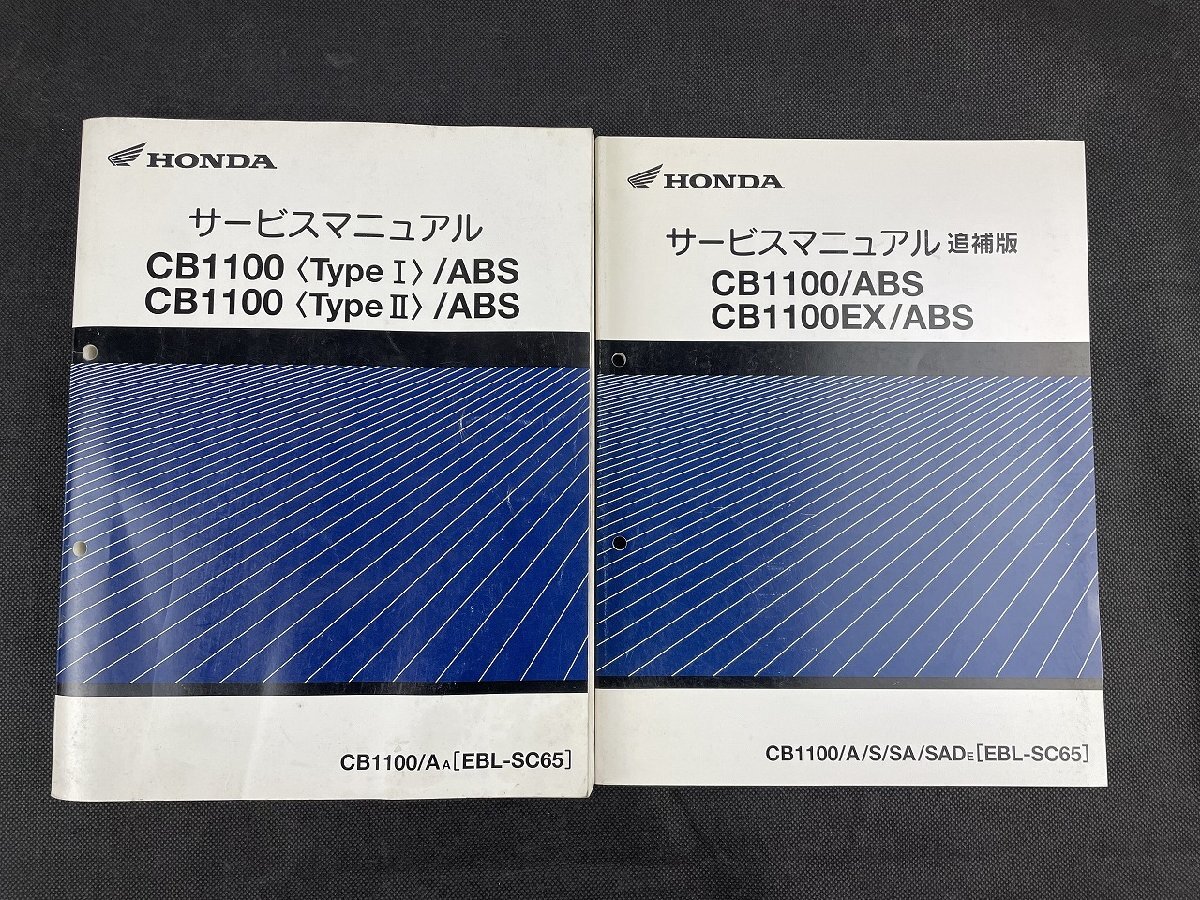 HONDA
サービスマニュアル
CB1100〈Type Ⅰ〉/ABS
CB1100〈Type Ⅱ〉/ABS
CB1100/AA[EBL-SC65]
HONDA
サービスマニュアル 追補版
CB1100/ABS
CB1100EX/ABS
CB1100/A/S/SA/SADE[EBL-SC65]